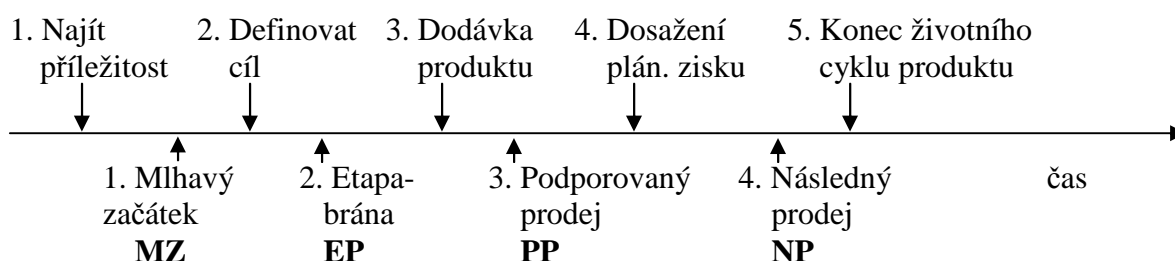 1. Najít 2. Definovat 3. Dodávka 4. Dosažení 5. Konec životního
příležitost cíl produktu plán. zisku cyklu produktu
1. Mlhavý 2. Etapa- 3. Podporovaný 4. Následný čas
začátek brána prodej prodej
MZ EP PP NP